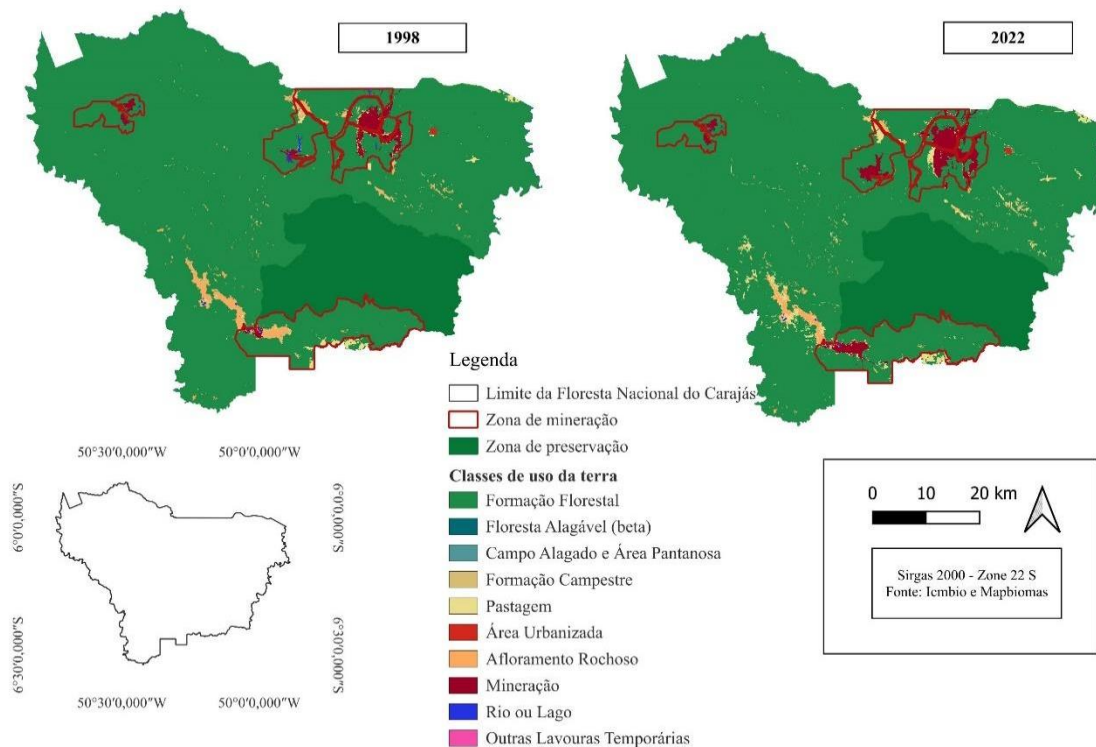 1998
2022
Legenda
Limite da Floresta Nacional do Carajás
Zona de mineração
Zona de preservação
Classes de uso da terra
Formação Florestal
Floresta Alagável (beta)
Campo Alagado e Área Pantanosa
Formação Campestre
Pastagem
Área Urbanizada
Afloramento Rochoso
Mineração
Rio ou Lago
Outras Lavouras Temporárias
50°30'0,000"W 50°0'0,000"W
6°0'0,000"S
6°0'0,000"S
6°30'0,000"S
6°30'0,000"S
50°30'0,000"W 50°0'0,000"W
0 10 20 km
Sirgas 2000 - Zone 22 S
Fonte: Icmbio e Mapbiomas